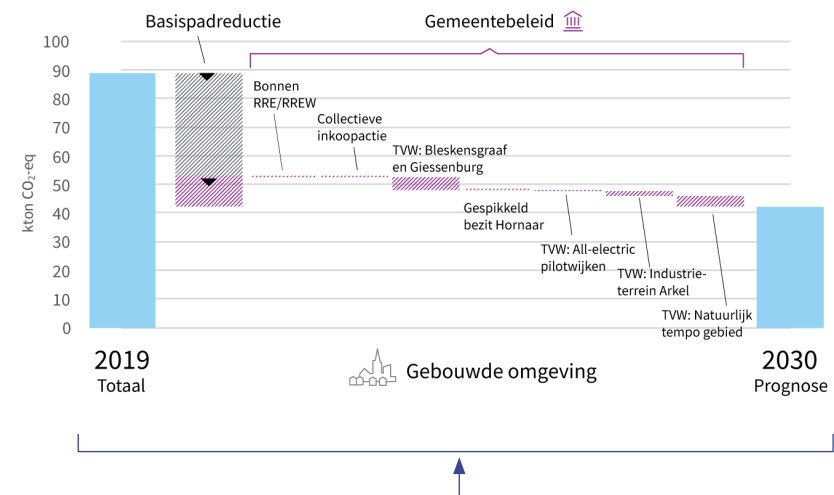 Basispadreductie
Gemeentebeleid
100
90
80
70
60
50
40
30
20
10
0
kton CO₂-eq
Bonnen
RRE/RREW
Collectieve
inkoopactie
TVW: Bleskensgraaf
en Giessenburg
Gespikkeld
bezit Hornaar
TVW: All-electric
pilotwijken
TVW: Industrie-
terrein Arkel
TVW: Natuurlijk
tempo gebied
2019
Totaal
Gebouwde omgeving
2030
Prognose